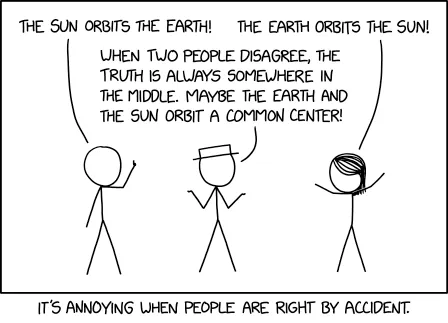 THE SUN ORBITS THE EARTH!
THE EARTH ORBITS THE SUN!
WHEN TWO PEOPLE DISAGREE, THE
TRUTH IS ALWAYS SOMEWHERE IN
THE MIDDLE. MAYBE THE EARTH AND
THE SUN ORBIT A COMMON CENTER!
IT'S ANNOYING WHEN PEOPLE ARE RIGHT BY ACCIDENT.